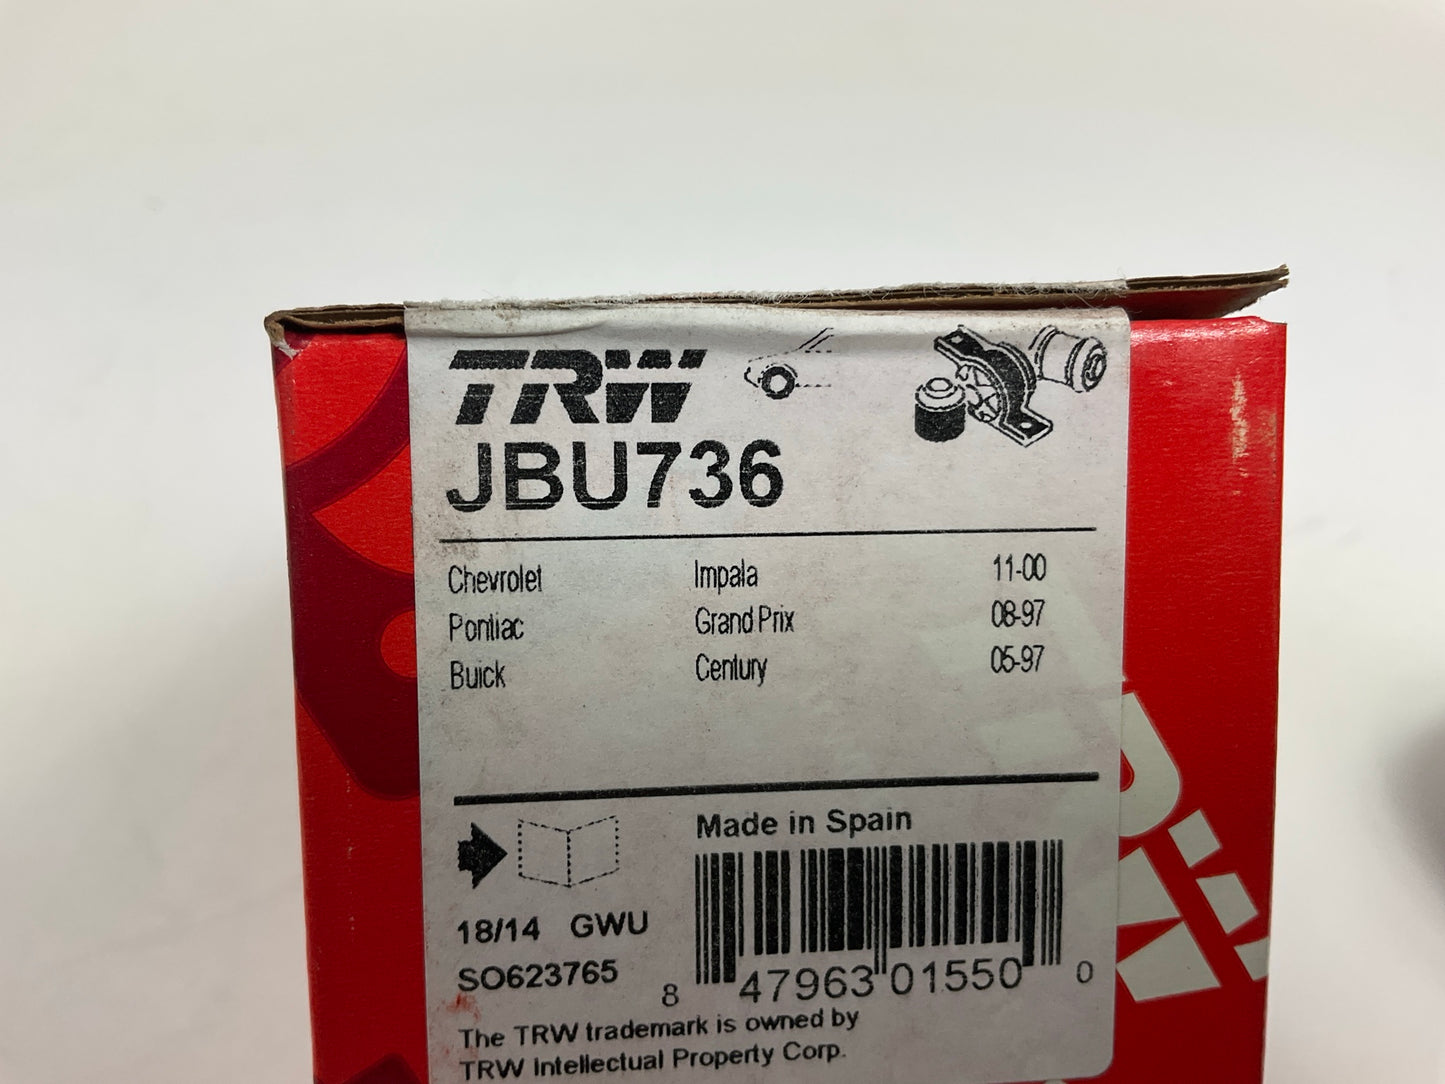 TRW
JBU736
Chevrolet Impala 11-00
Pontiac Grand Prix 08-97
Buick Century 05-97
Made in Spain
18/14 GWU
SO623765
8 47963 01550 0
The TRW trademark is owned by
TRW Intellectual Property Corp.